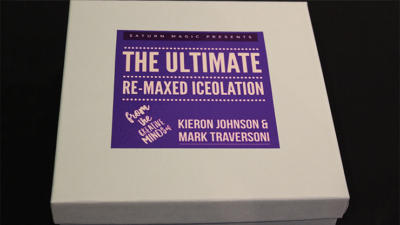 SATURN MAGIC PRESENTS
THE ULTIMATE
RE-MAXED ICEOLATION
from
the
CREATIVE
MINDS of
KIERON JOHNSON &
MARK TRAVERSONI